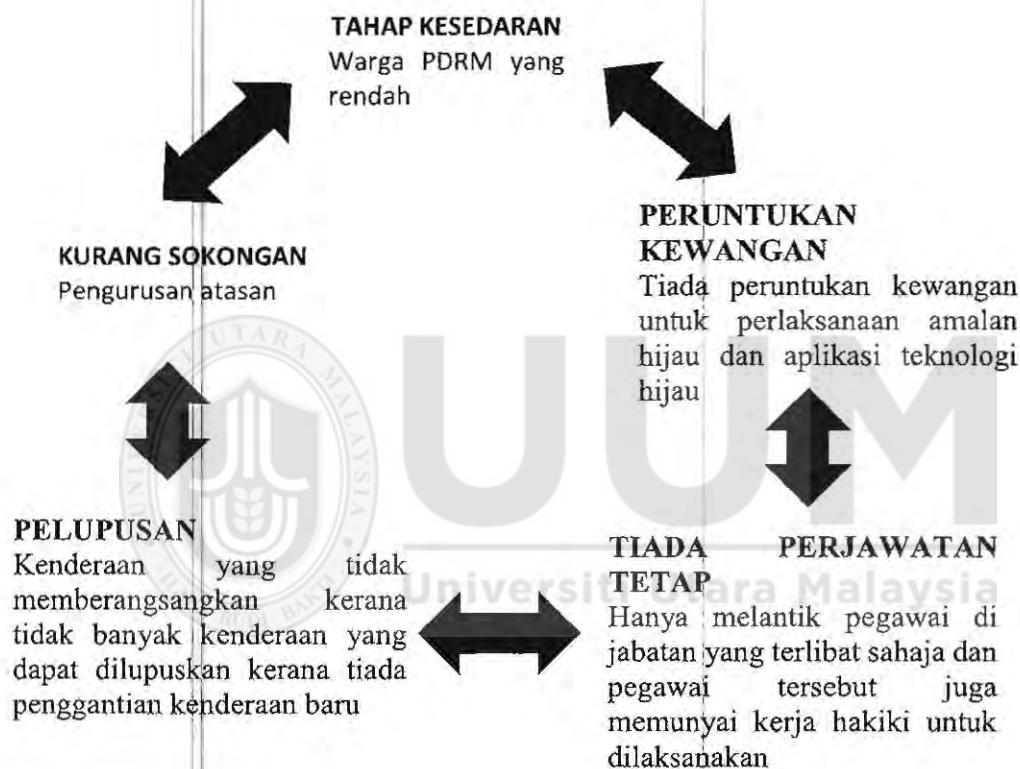 TAHAP KESEDARAN
Warga PDRM yang
rendah
KURANG SOKONGAN
Pengurusan atasan
PERUNTUKAN
KEWANGAN
Tiada peruntukan kewangan
untuk perlaksanaan amalan
hijau dan aplikasi teknologi
hijau
PELUPUSAN
Kenderaan yang tidak
memberangsangkan kerana
tidak banyak kenderaan yang
dapat dilupuskan kerana tiada
penggantian kenderaan baru
TIADA PERJAWATAN
TETAP
Hanya melantik pegawai di
jabatan yang terlibat sahaja dan
pegawai tersebut juga
memunyai kerja hakiki untuk
dilaksanakan
UUM
Universiti Utara Malaysia